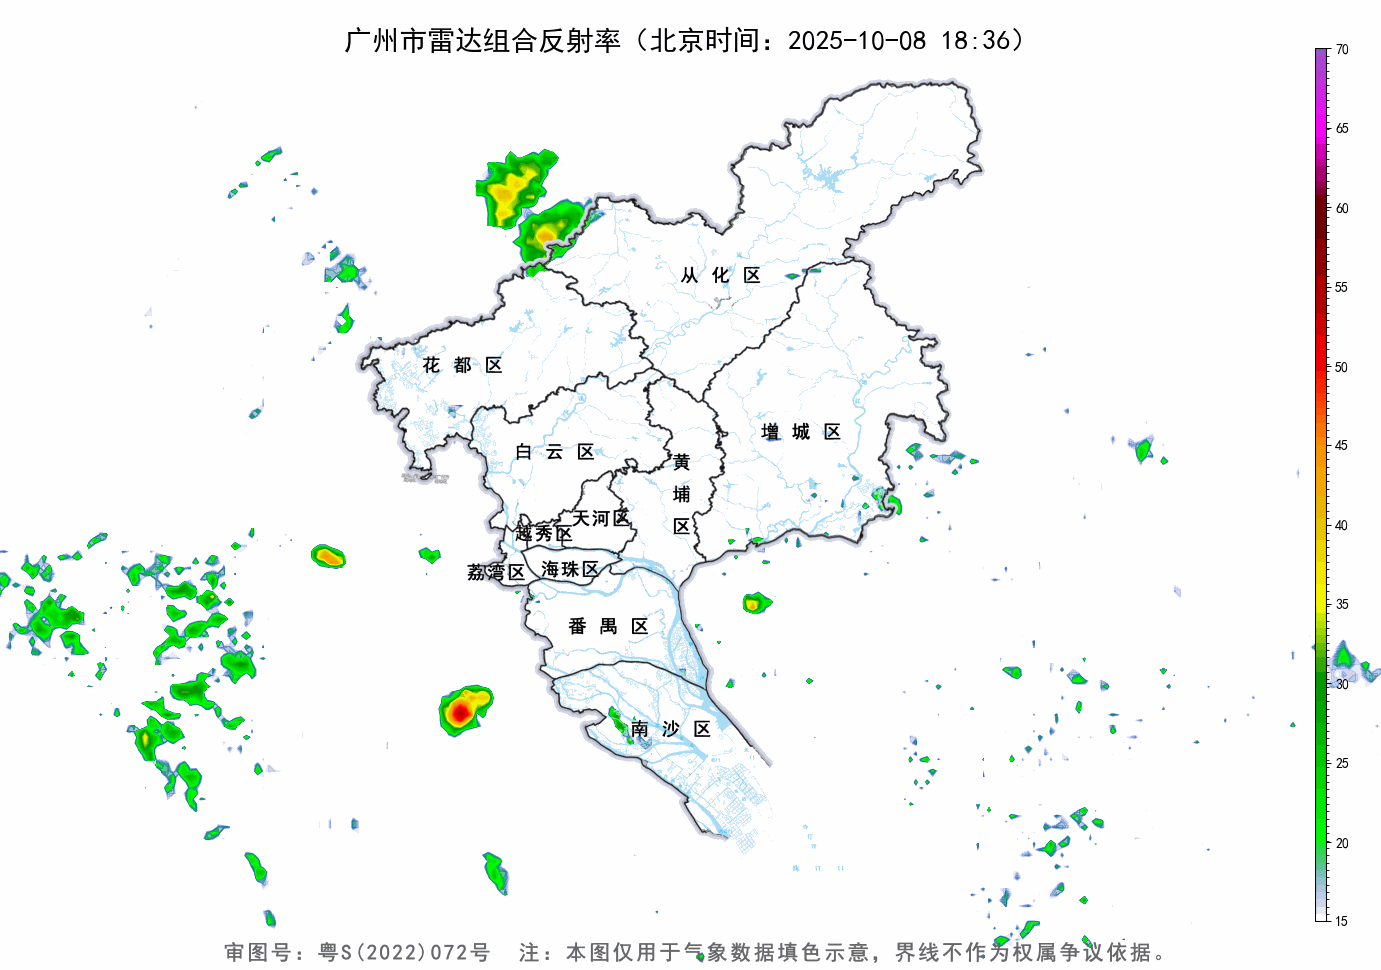 广州市雷达组合反射率（北京时间：2025-10-08 18:36）
70
65
60
55
50
45
40
35
30
25
20
15
从化区
花都区
增城区
白云区
黄埔区
天河区
越秀区
荔湾区
海珠区
番禺区
南沙区
审图号：粤S(2022)072号 注：本图仅用于气象数据填色示意，界线不作为权属争议依据。